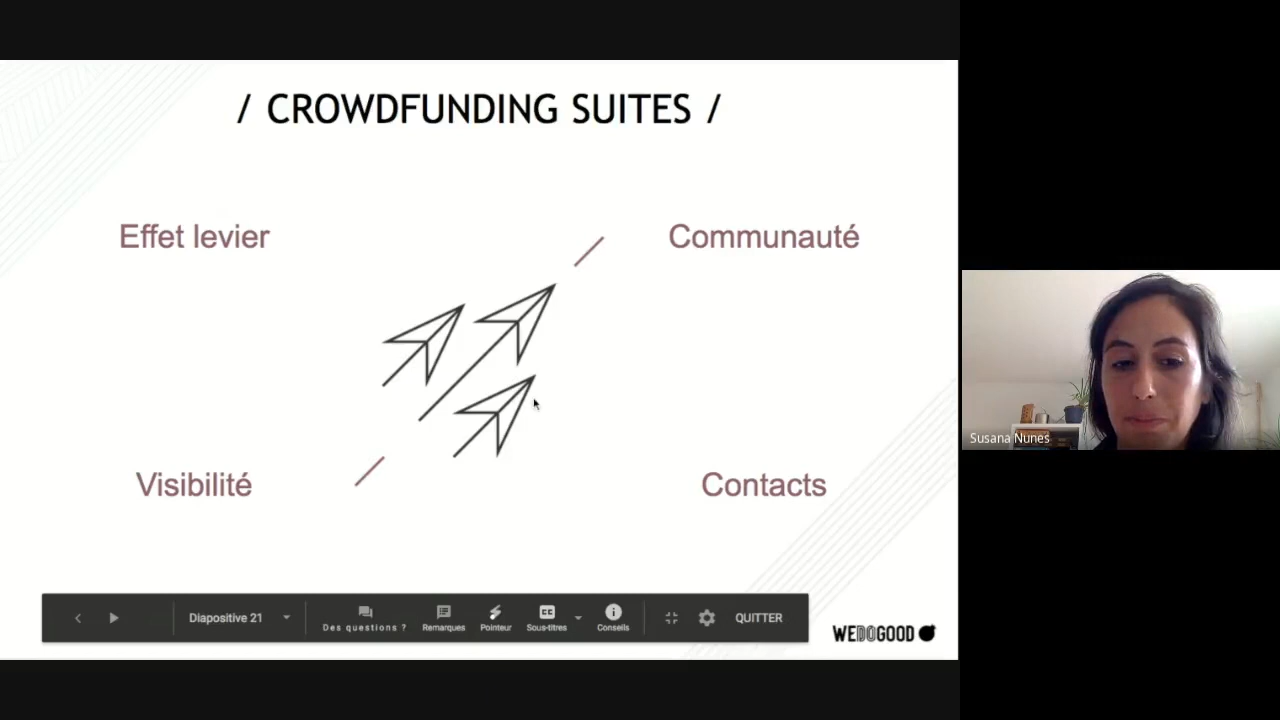 / CROWDFUNDING SUITES /
Effet levier
Communauté
Visibilité
Contacts
Susana Nunes
Diapositive 21
Des questions ?
Remarques
Pointeur
Sous-titres
Conseils
QUITTER
WEDOGOOD